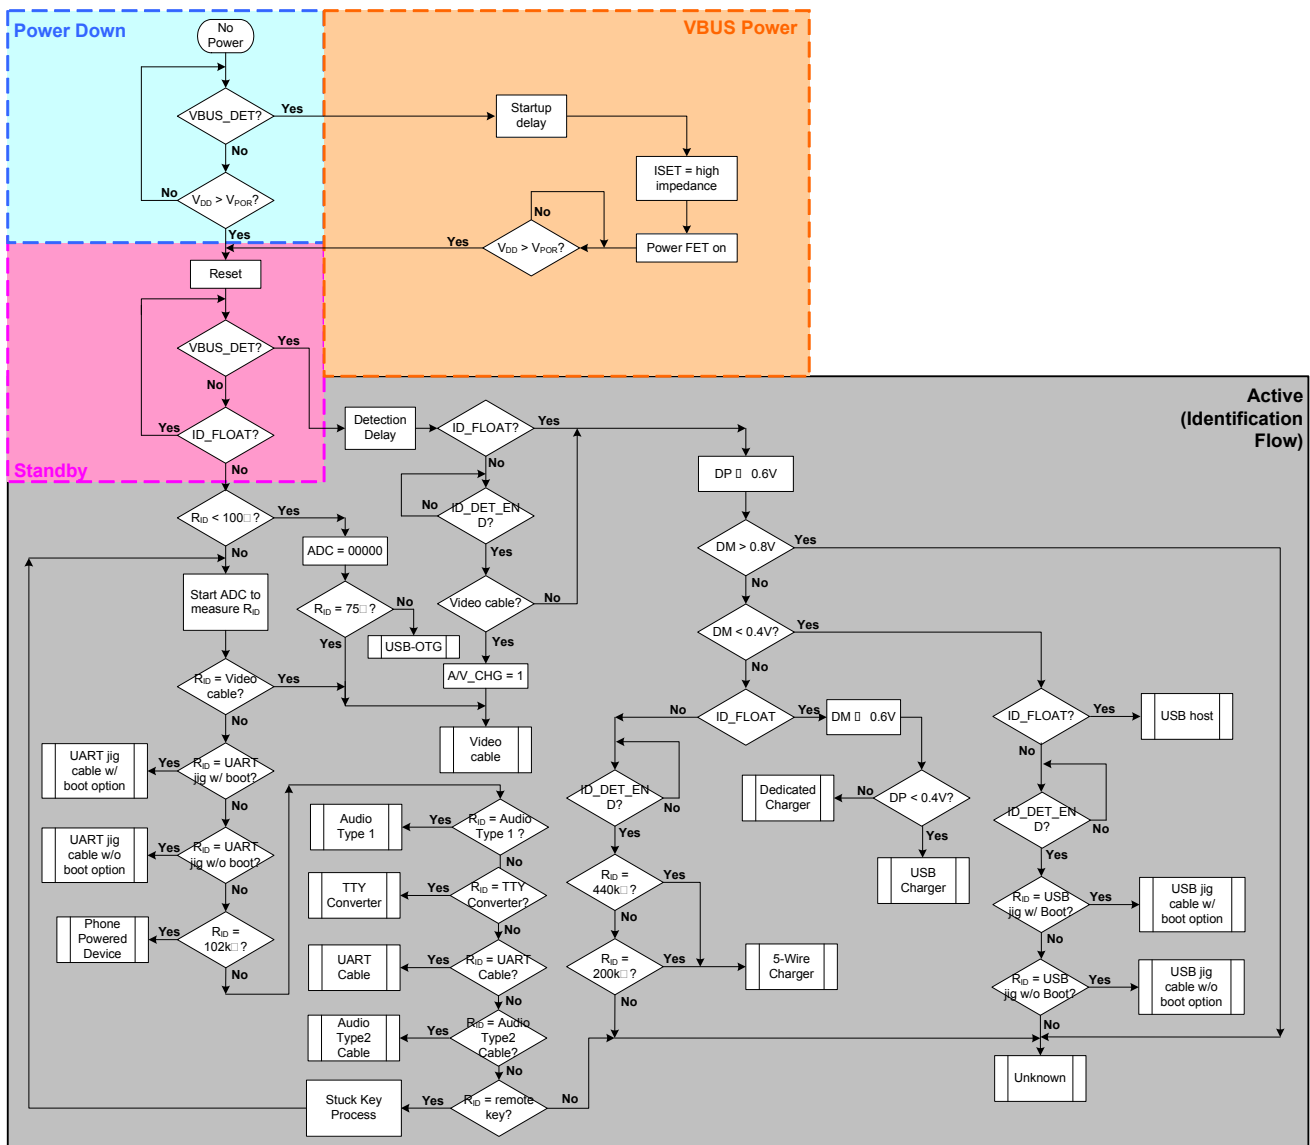 Power Down
VBUS Power
No
Power
VBUS_DET?
Yes
No
V_DD > V_POR?
No
Yes
Startup
delay
ISET = high
impedance
Power FET on
V_DD > V_POR?
No
Yes
Reset
VBUS_DET?
Yes
No
ID_FLOAT?
Yes
No
Standby
Active
(Identification
Flow)
Detection
Delay
ID_FLOAT?
Yes
No
ID_DET_EN
D?
No
Yes
Video cable?
No
Yes
A/V_CHG = 1
Video
cable
R_ID < 100□?
Yes
No
ADC = 00000
R_ID = 75□?
No
Yes
USB-OTG
Start ADC to
measure R_ID
R_ID = Video
cable?
Yes
No
R_ID = UART
jig w/ boot?
Yes
No
UART jig
cable w/
boot option
R_ID = UART
jig w/o boot?
Yes
No
UART jig
cable w/o
boot option
R_ID =
102k□?
Yes
No
Phone
Powered
Device
R_ID = Audio
Type 1 ?
Yes
No
Audio
Type 1
R_ID = TTY
Converter?
Yes
No
TTY
Converter
R_ID = UART
Cable?
Yes
No
UART
Cable
R_ID = Audio
Type2
Cable?
Yes
No
Audio
Type2
Cable
R_ID = remote
key?
Yes
No
Stuck Key
Process
DP □ 0.6V
DM > 0.8V
Yes
No
DM < 0.4V?
Yes
No
ID_FLOAT
No
Yes
DM □ 0.6V
DP < 0.4V?
No
Yes
Dedicated
Charger
USB
Charger
ID_DET_EN
D?
No
Yes
R_ID =
440k□?
Yes
No
R_ID =
200k□?
Yes
No
5-Wire
Charger
ID_FLOAT?
Yes
No
USB host
ID_DET_EN
D?
No
Yes
R_ID = USB
jig w/ Boot?
Yes
No
USB jig
cable w/
boot option
R_ID = USB
jig w/o Boot?
Yes
No
USB jig
cable w/o
boot option
Unknown